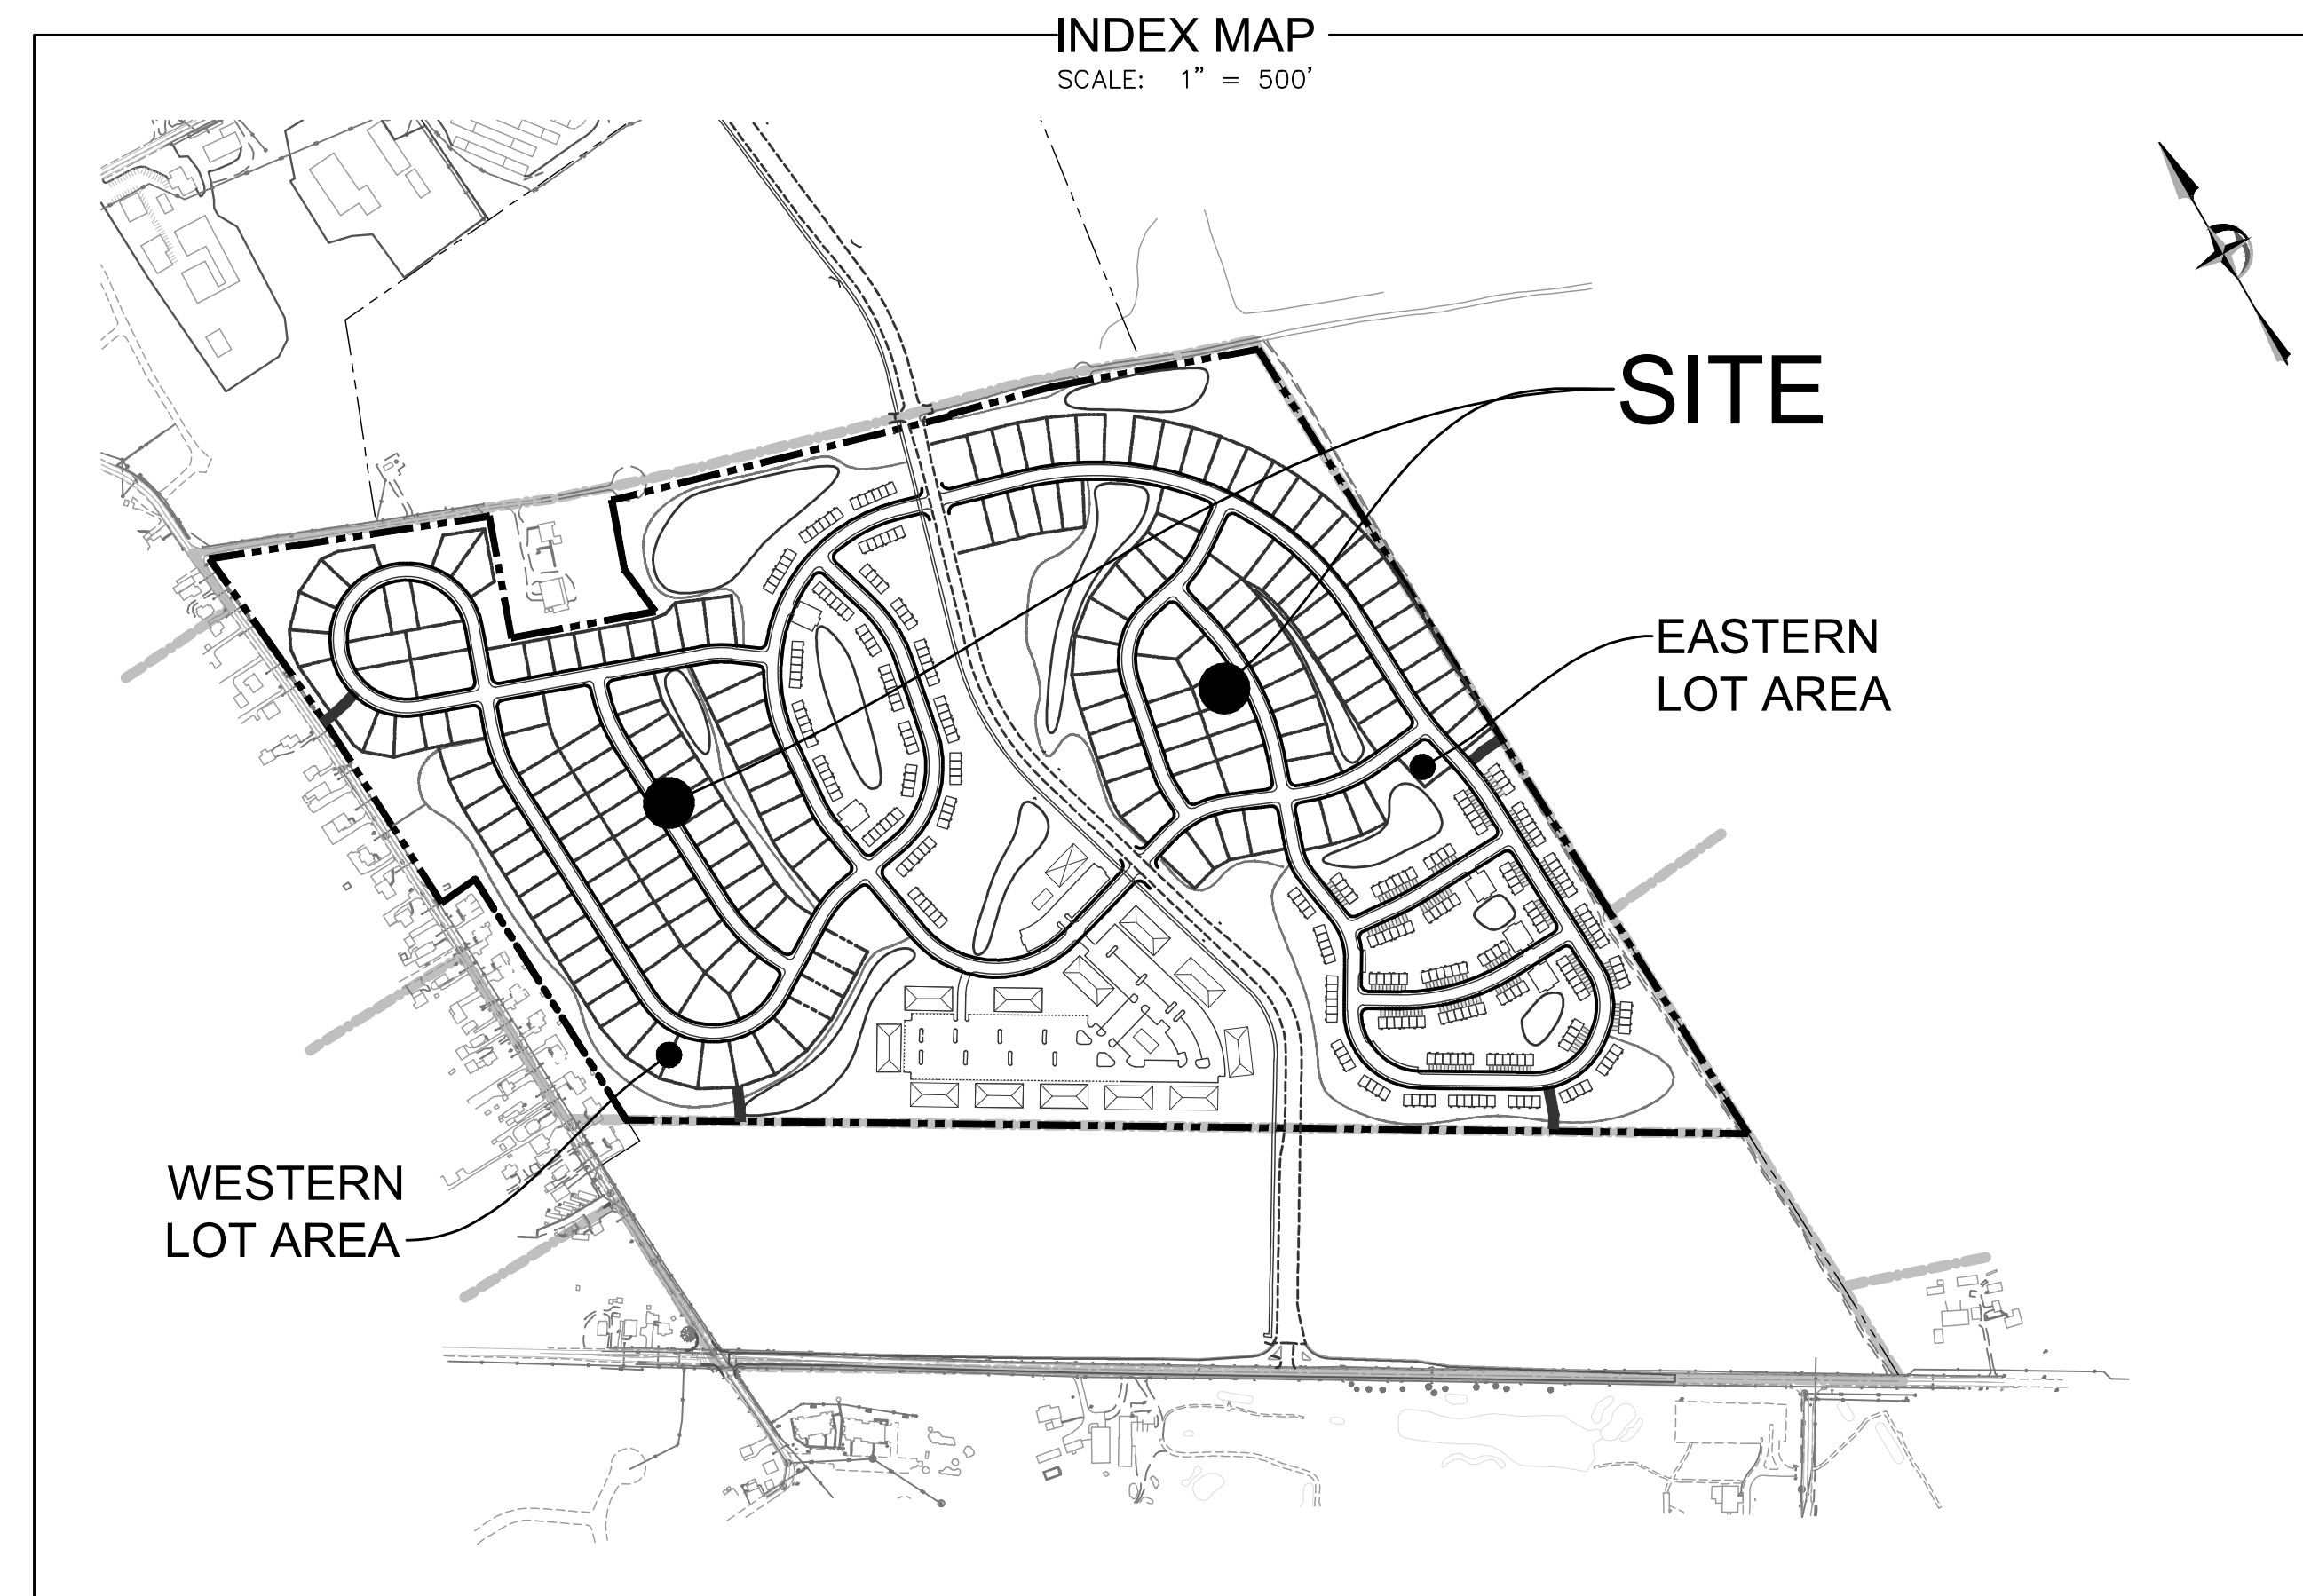 INDEX MAP
SCALE: 1" = 500'
SITE
EASTERN
LOT AREA
WESTERN
LOT AREA